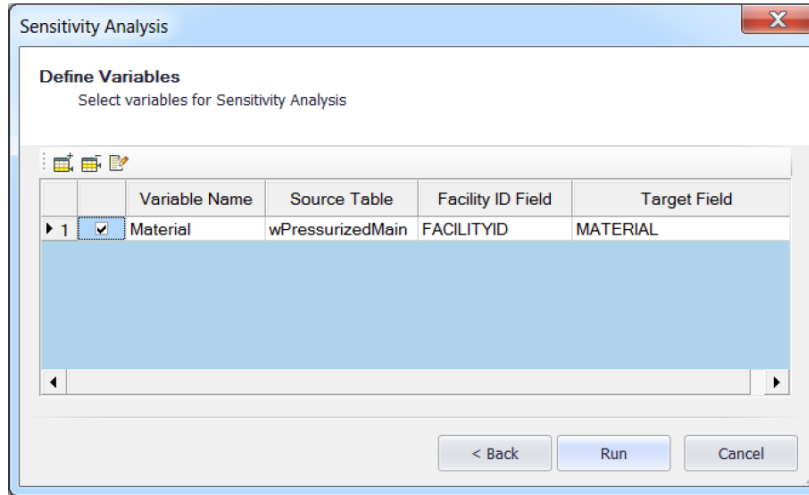 Sensitivity Analysis
Define Variables
Select variables for Sensitivity Analysis
Variable Name Source Table Facility ID Field Target Field
1 Material wPressurizedMain FACILITYID MATERIAL
< Back Run Cancel